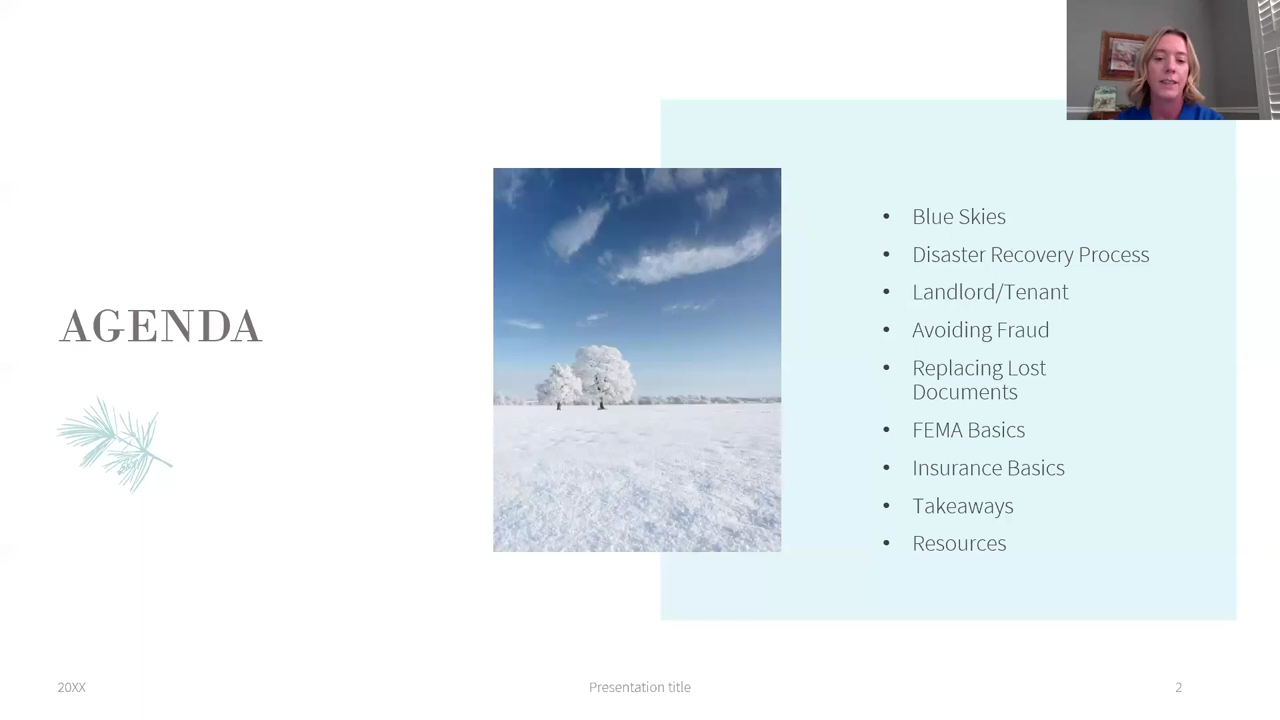 AGENDA
Blue Skies
Disaster Recovery Process
Landlord/Tenant
Avoiding Fraud
Replacing Lost
Documents
FEMA Basics
Insurance Basics
Takeaways
Resources
20XX
Presentation title
2